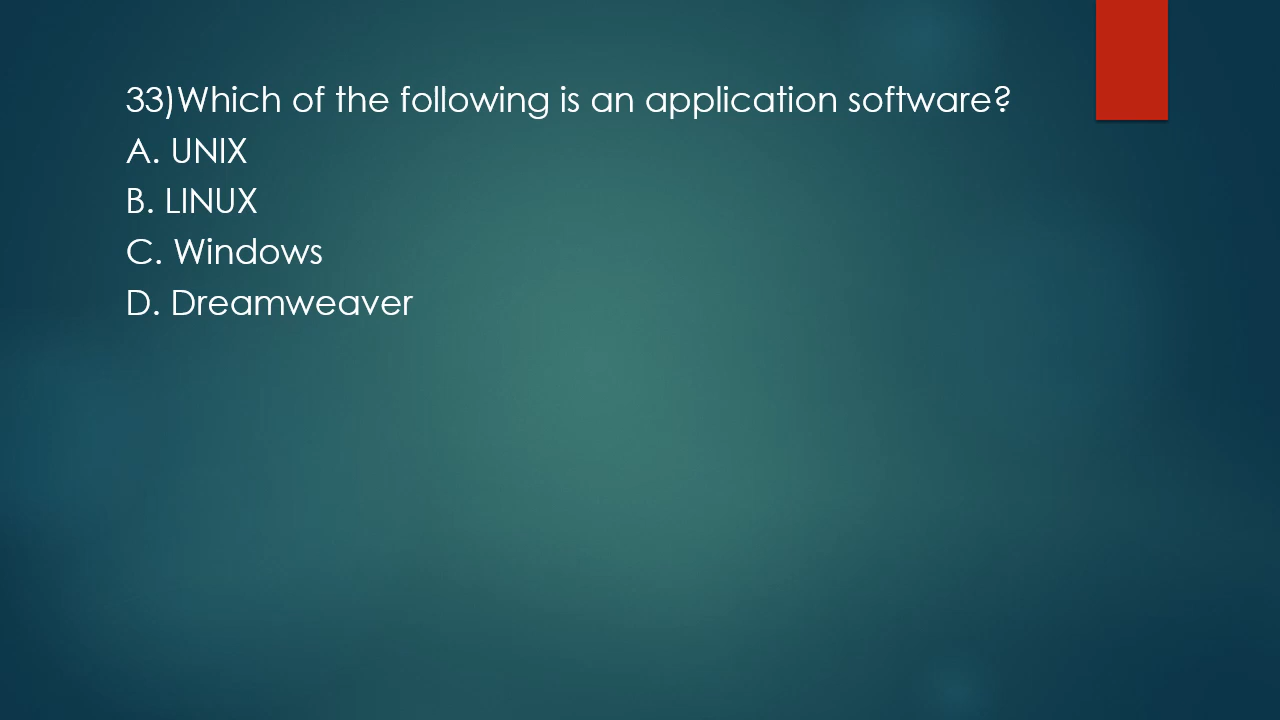 33)Which of the following is an application software?
A. UNIX
B. LINUX
C. Windows
D. Dreamweaver